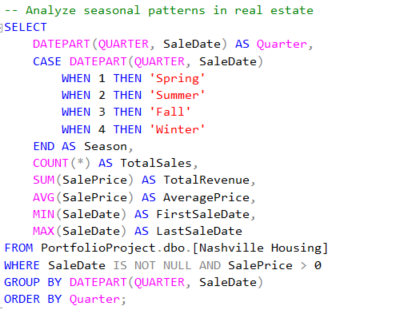 -- Analyze seasonal patterns in real estate
SELECT
DATEPART(QUARTER, SaleDate) AS Quarter,
CASE DATEPART(QUARTER, SaleDate)
WHEN 1 THEN 'Spring'
WHEN 2 THEN 'Summer'
WHEN 3 THEN 'Fall'
WHEN 4 THEN 'Winter'
END AS Season,
COUNT(*) AS TotalSales,
SUM(SalePrice) AS TotalRevenue,
AVG(SalePrice) AS AveragePrice,
MIN(SaleDate) AS FirstSaleDate,
MAX(SaleDate) AS LastSaleDate
FROM PortfolioProject.dbo.[Nashville Housing]
WHERE SaleDate IS NOT NULL AND SalePrice > 0
GROUP BY DATEPART(QUARTER, SaleDate)
ORDER BY Quarter;